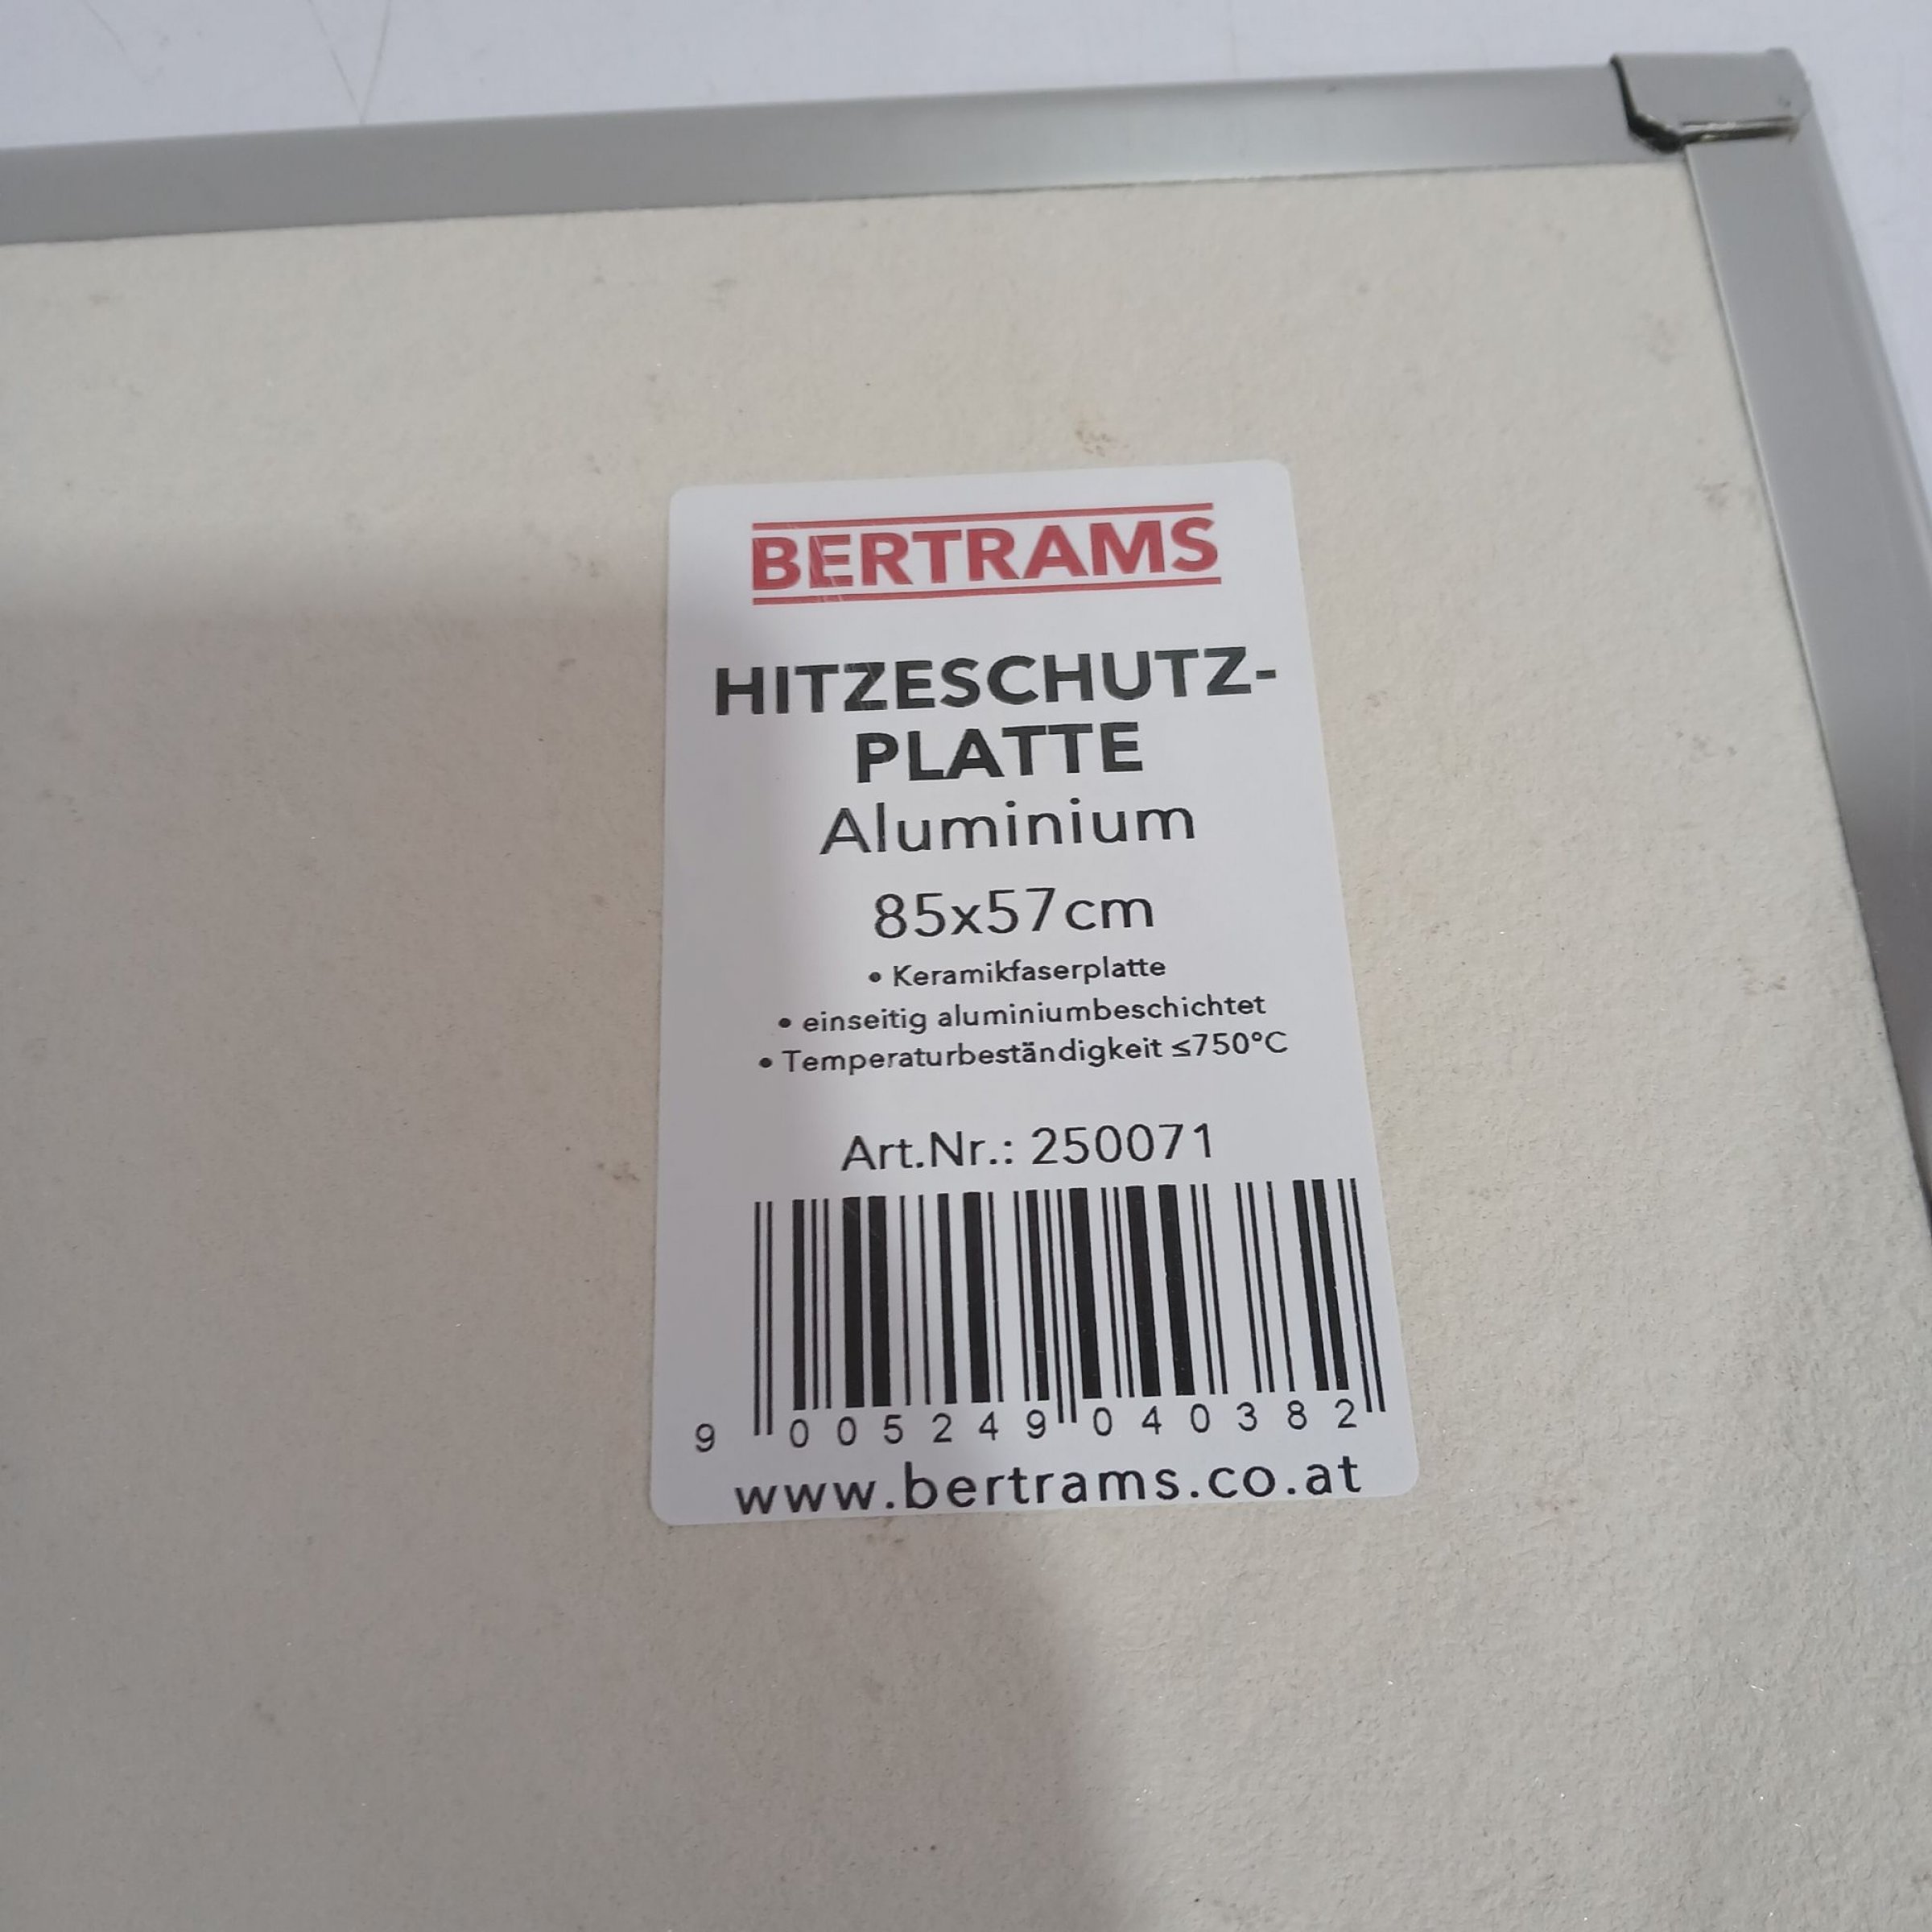 BERTRAMS
HITZESCHUTZ-
PLATTE
Aluminium
85x57cm
• Keramikfaserplatte
• einseitig aluminiumbeschichtet
• Temperaturbeständigkeit ≤750°C
Art.Nr.: 250071
9 005249 040382
www.bertrams.co.at